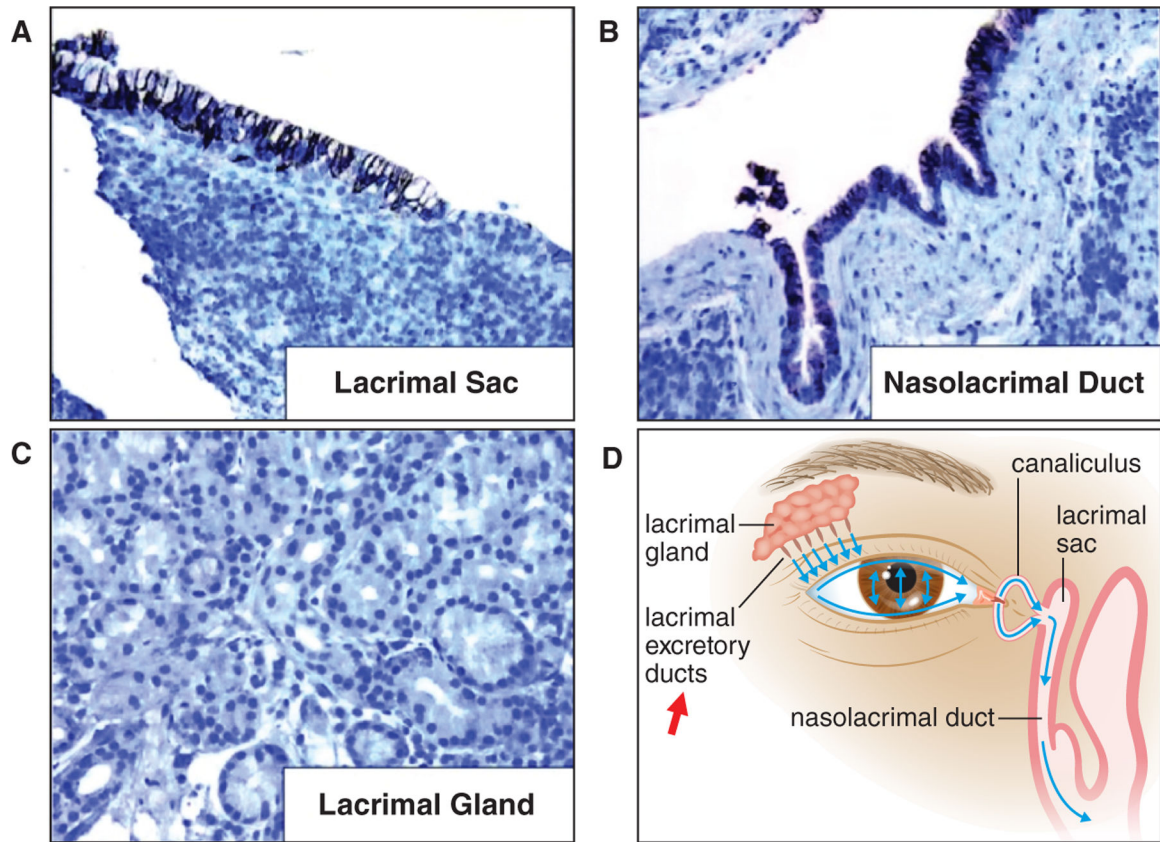 A
Lacrimal Sac
B
Nasolacrimal Duct
C
Lacrimal Gland
D
canaliculus
lacrimal
sac
lacrimal
gland
lacrimal
excretory
ducts
nasolacrimal duct